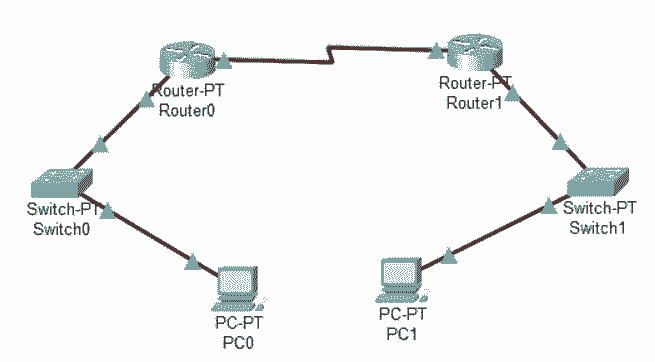 Router-PT
Router0
Router-PT
Router1
Switch-PT
Switch0
Switch-PT
Switch1
PC-PT
PC0
PC-PT
PC1